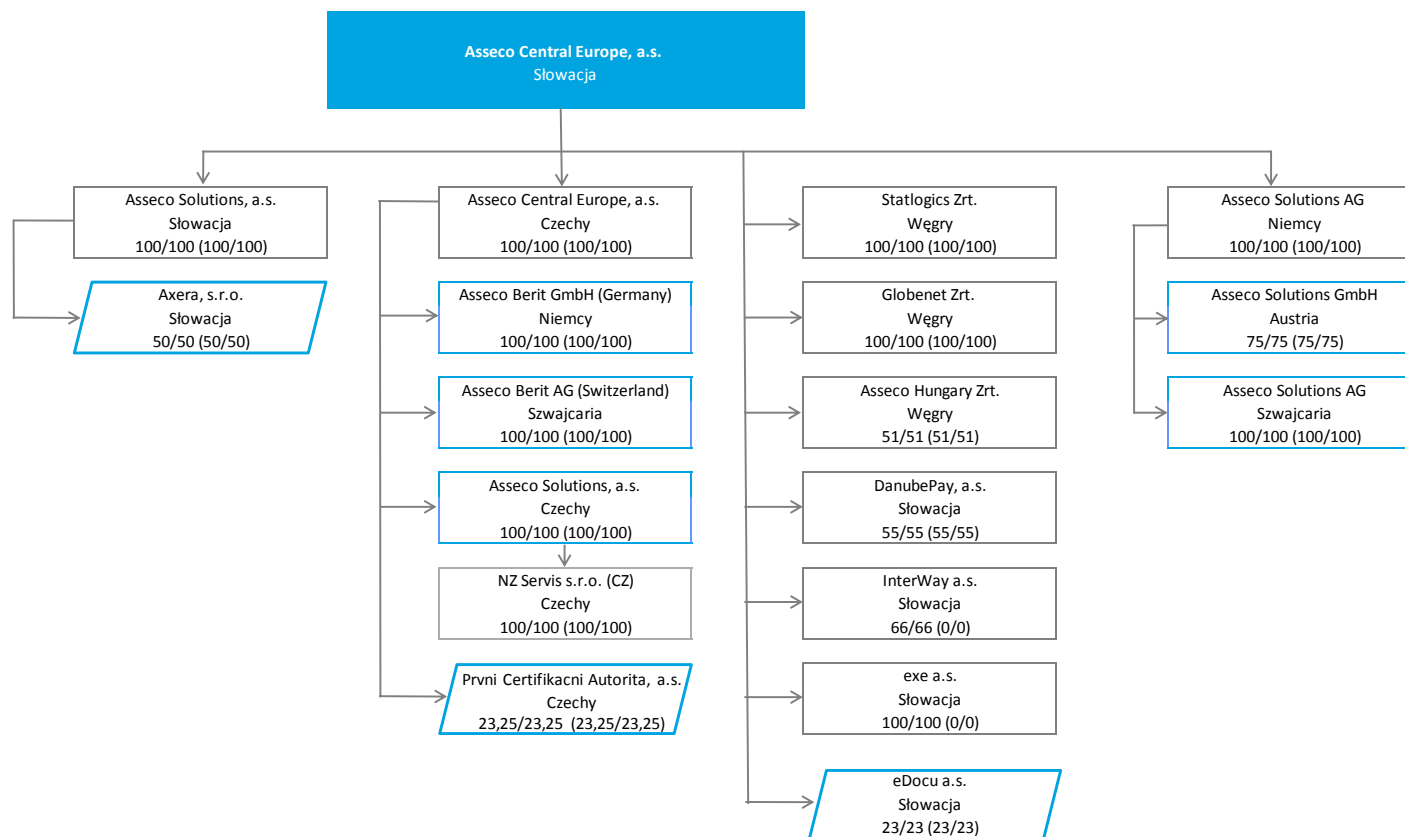 Asseco Central Europe, a.s.
Słowacja
Asseco Solutions, a.s.
Słowacja
100/100 (100/100)
Axera, s.r.o.
Słowacja
50/50 (50/50)
Asseco Central Europe, a.s.
Czechy
100/100 (100/100)
Asseco Berit GmbH (Germany)
Niemcy
100/100 (100/100)
Asseco Berit AG (Switzerland)
Szwajcaria
100/100 (100/100)
Asseco Solutions, a.s.
Czechy
100/100 (100/100)
NZ Servis s.r.o. (CZ)
Czechy
100/100 (100/100)
Prvni Certifikacni Autorita, a.s.
Czechy
23,25/23,25 (23,25/23,25)
Statlogics Zrt.
Węgry
100/100 (100/100)
Globenet Zrt.
Węgry
100/100 (100/100)
Asseco Hungary Zrt.
Węgry
51/51 (51/51)
DanubePay, a.s.
Słowacja
55/55 (55/55)
InterWay a.s.
Słowacja
66/66 (0/0)
exe a.s.
Słowacja
100/100 (0/0)
eDocu a.s.
Słowacja
23/23 (23/23)
Asseco Solutions AG
Niemcy
100/100 (100/100)
Asseco Solutions GmbH
Austria
75/75 (75/75)
Asseco Solutions AG
Szwajcaria
100/100 (100/100)